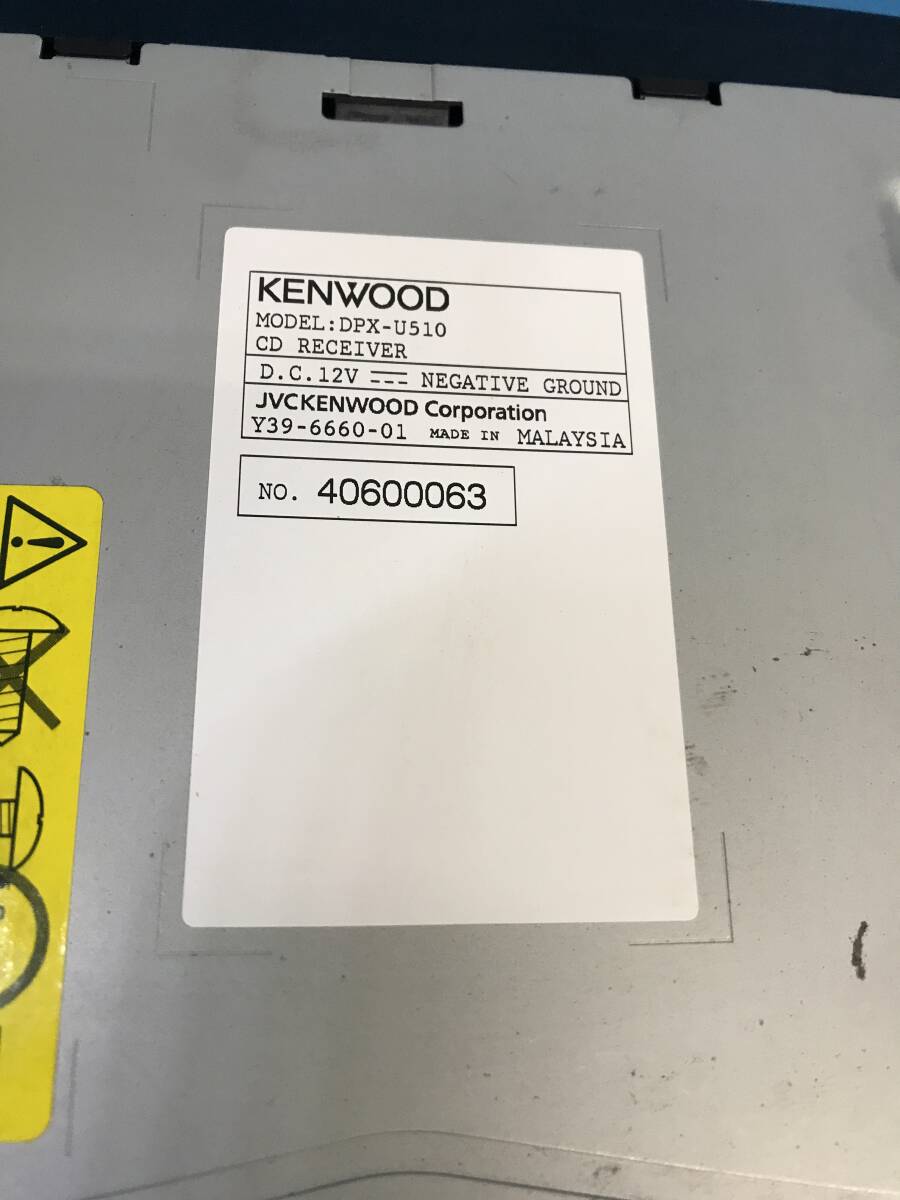 KENWOOD
MODEL:DPX-U510
CD RECEIVER
D.C.12V NEGATIVE GROUND
JVCKENWOOD Corporation
Y39-6660-01 MADE IN MALAYSIA
NO. 40600063